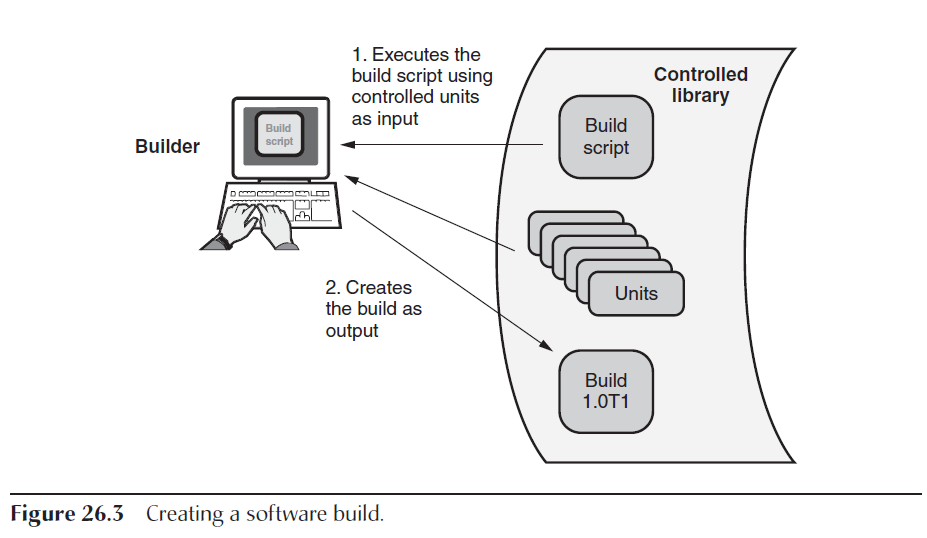 1. Executes the
build script using
controlled units
as input
Controlled
library
Builder
Build
script
Build
script
Units
2. Creates
the build as
output
Build
1.0T1
Figure 26.3 Creating a software build.